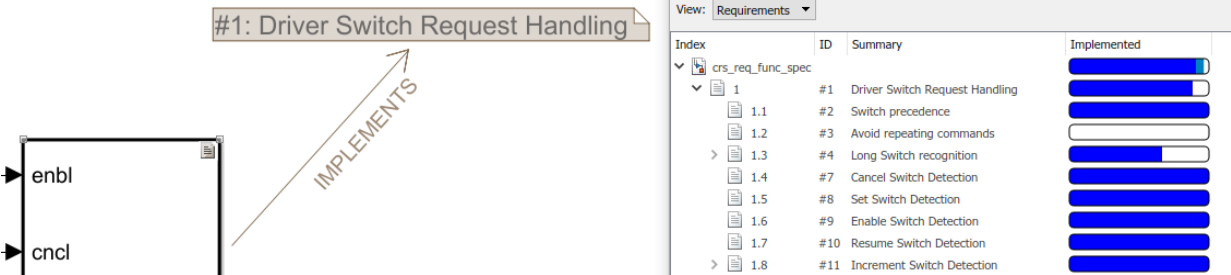 #1: Driver Switch Request Handling
IMPLEMENTS
enbl
cncl
View: Requirements
Index ID Summary Implemented
crs_req_func_spec
1 #1 Driver Switch Request Handling
1.1 #2 Switch precedence
1.2 #3 Avoid repeating commands
1.3 #4 Long Switch recognition
1.4 #7 Cancel Switch Detection
1.5 #8 Set Switch Detection
1.6 #9 Enable Switch Detection
1.7 #10 Resume Switch Detection
1.8 #11 Increment Switch Detection